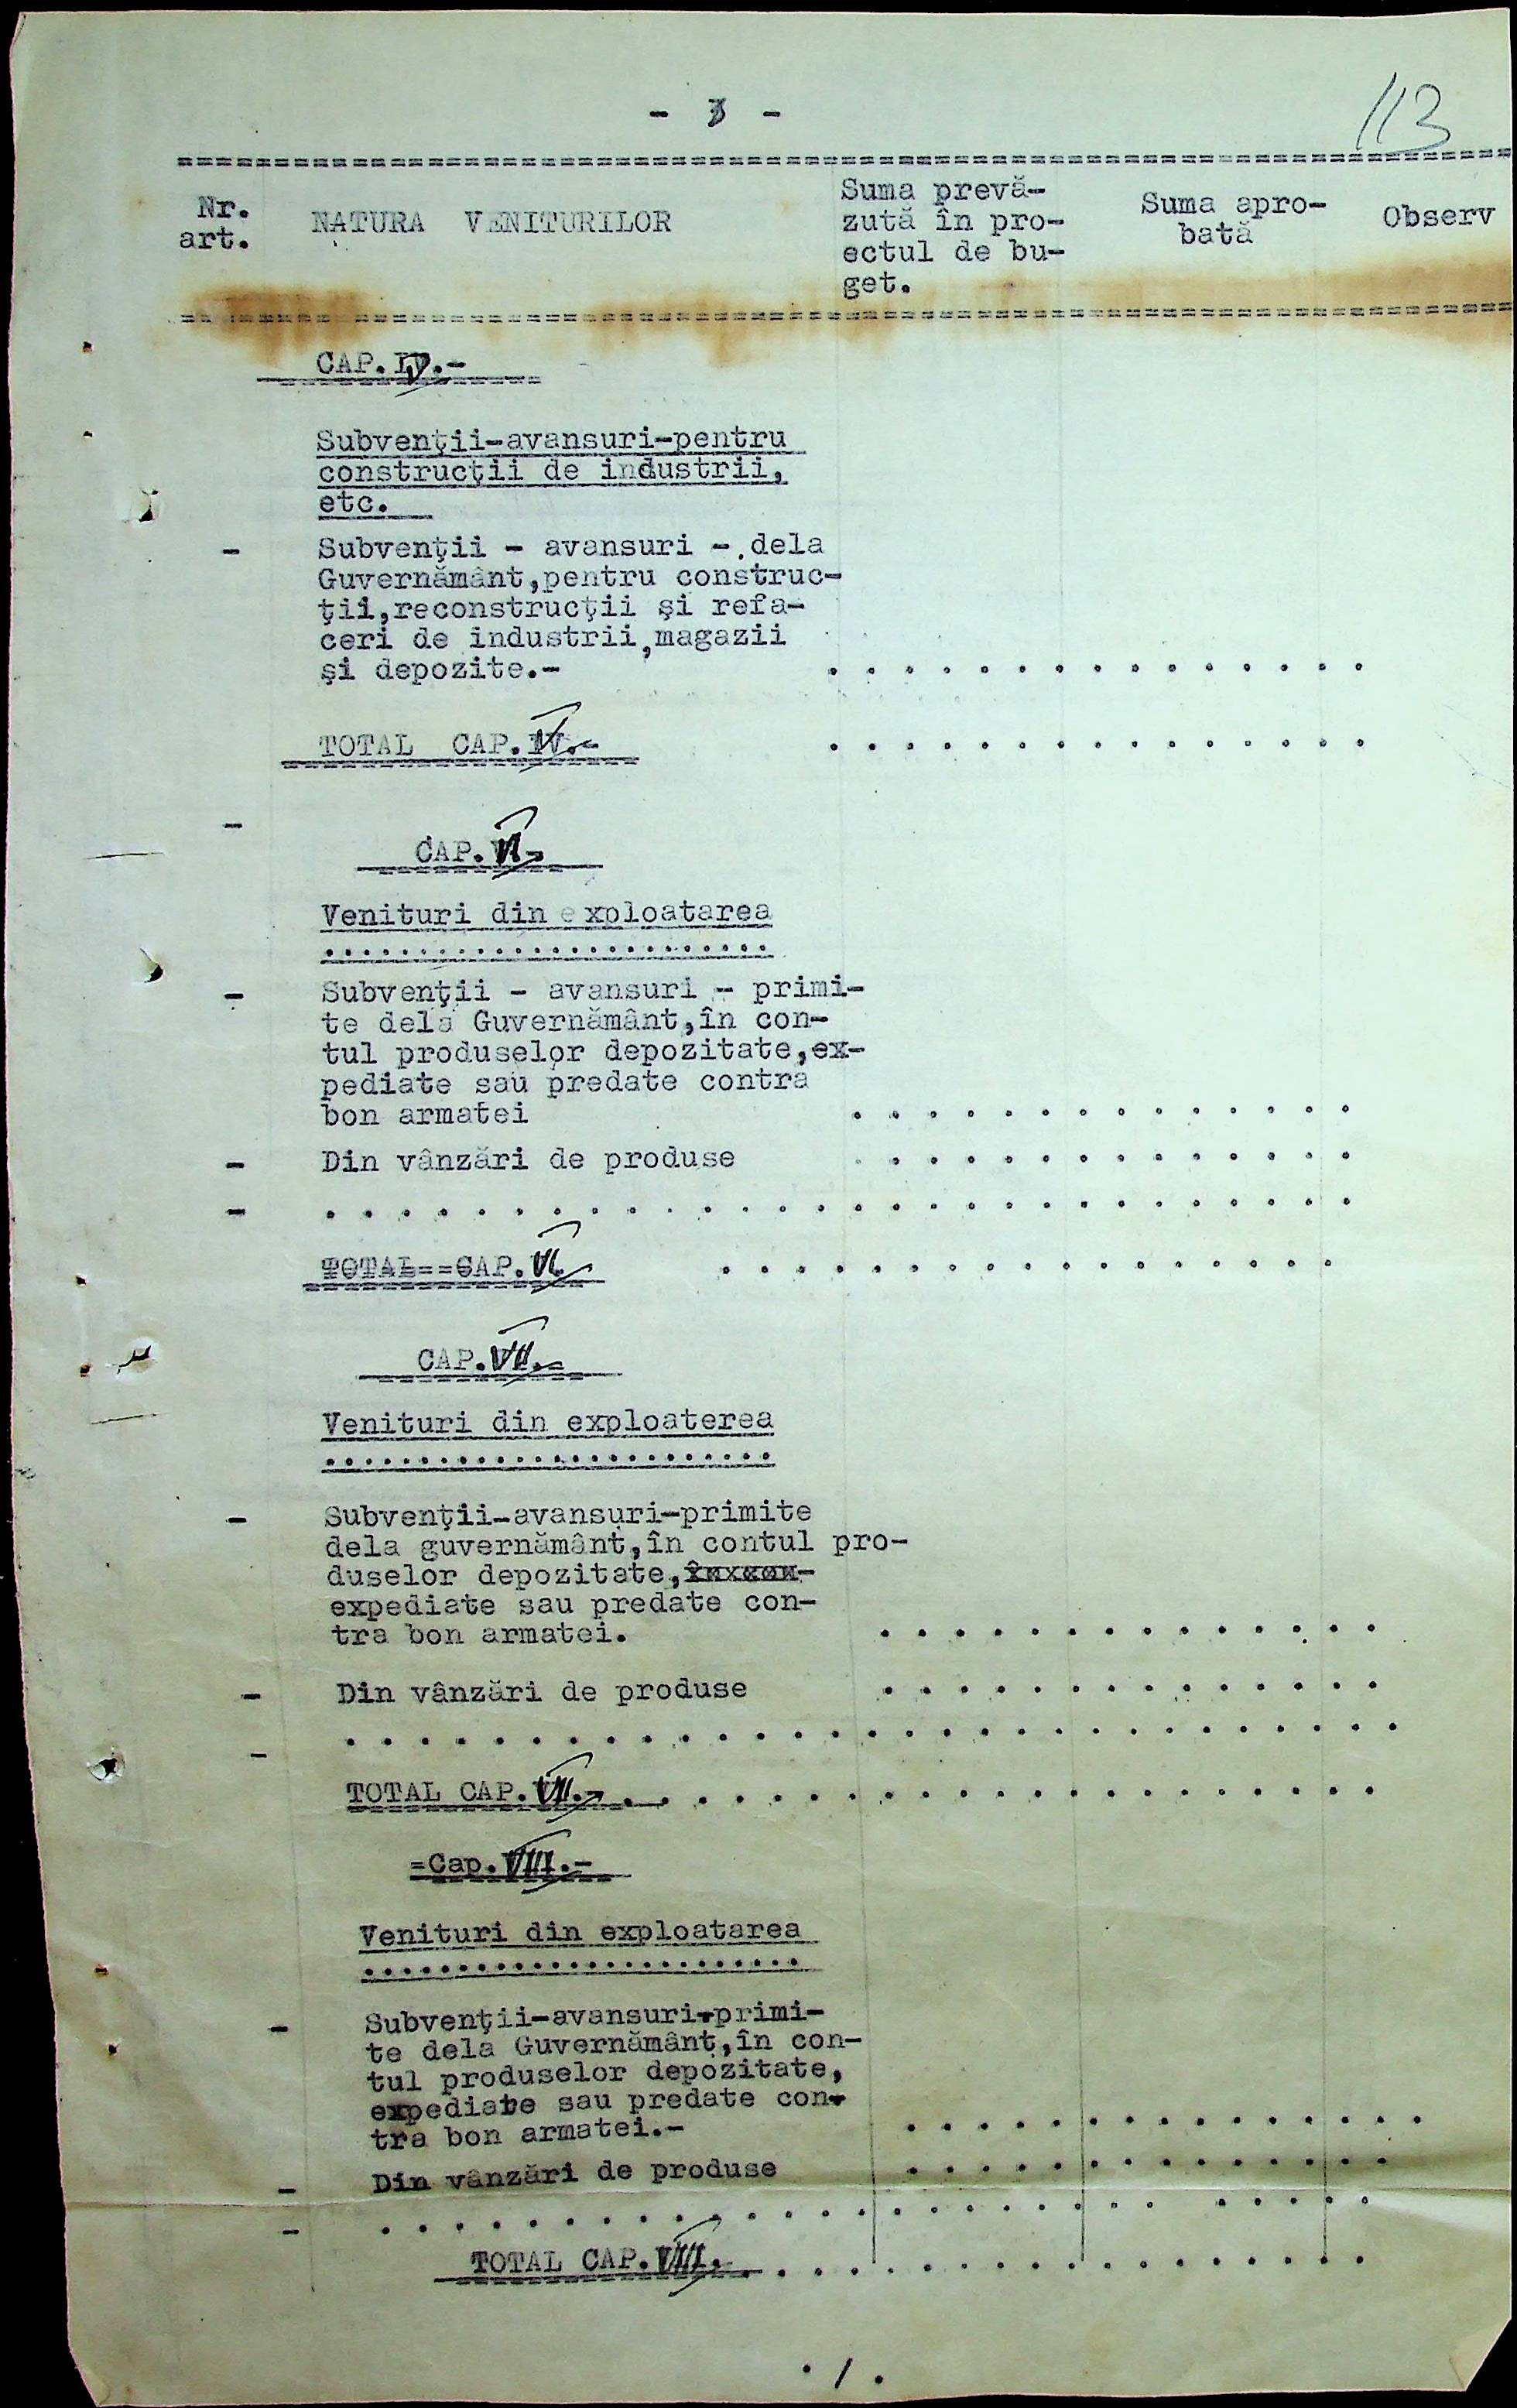 - 3 -
113
Nr.
art.
NATURA VENITURILOR
Suma prevă-
zută în pro-
ectul de bu-
get.
Suma apro-
bată
Observ
CAP.
Subvenţii-avansuri-pentru
construcţii de industrii,
etc.
- Subvenţii - avansuri - dela
Guvernământ,pentru construc-
ţii,reconstrucţii şi refa-
ceri de industrii,magazii
şi depozite.- . . . . . . . . . . . . . . .
TOTAL CAP. . . . . . . . . . . . . . . .
-
CAP.VI.-
Venituri din exploatarea
........................
- Subvenţii - avansuri - primi-
te dela Guvernământ,în con-
tul produselor depozitate,ex-
pediate sau predate contra
bon armatei . . . . . . . . . . . . . .
- Din vânzări de produse . . . . . . . . . . . . . .
- . . . . . . . . . . . . . . . . . . . . . . . . . . . .
TOTAL==CAP.VI. . . . . . . . . . . . . . . . . .
CAP.VII.-
Venituri din exploaterea
........................
- Subvenţii-avansuri-primite
dela guvernământ,în contul pro-
duselor depozitate,
expediate sau predate con-
tra bon armatei. . . . . . . . . . . . . . .
- Din vânzări de produse . . . . . . . . . . . . . .
- . . . . . . . . . . . . . . . . . . . . . . . . . . . . .
TOTAL CAP.VII.- . . . . . . . . . . . . . . . . . . . . .
=Cap.VIII.-
Venituri din exploatarea
........................
- Subvenţii-avansuri-primi-
te dela Guvernământ,în con-
tul produselor depozitate,
expediate sau predate con-
tra bon armatei.- . . . . . . . . . . . . . . .
- Din vânzări de produse . . . . . . . . . . . . . .
- . . . . . . . . . . . . . . . . . . . . . . . . . . .
TOTAL CAP.VIII. . . . . . . . . . . . . . . . . . .
./.